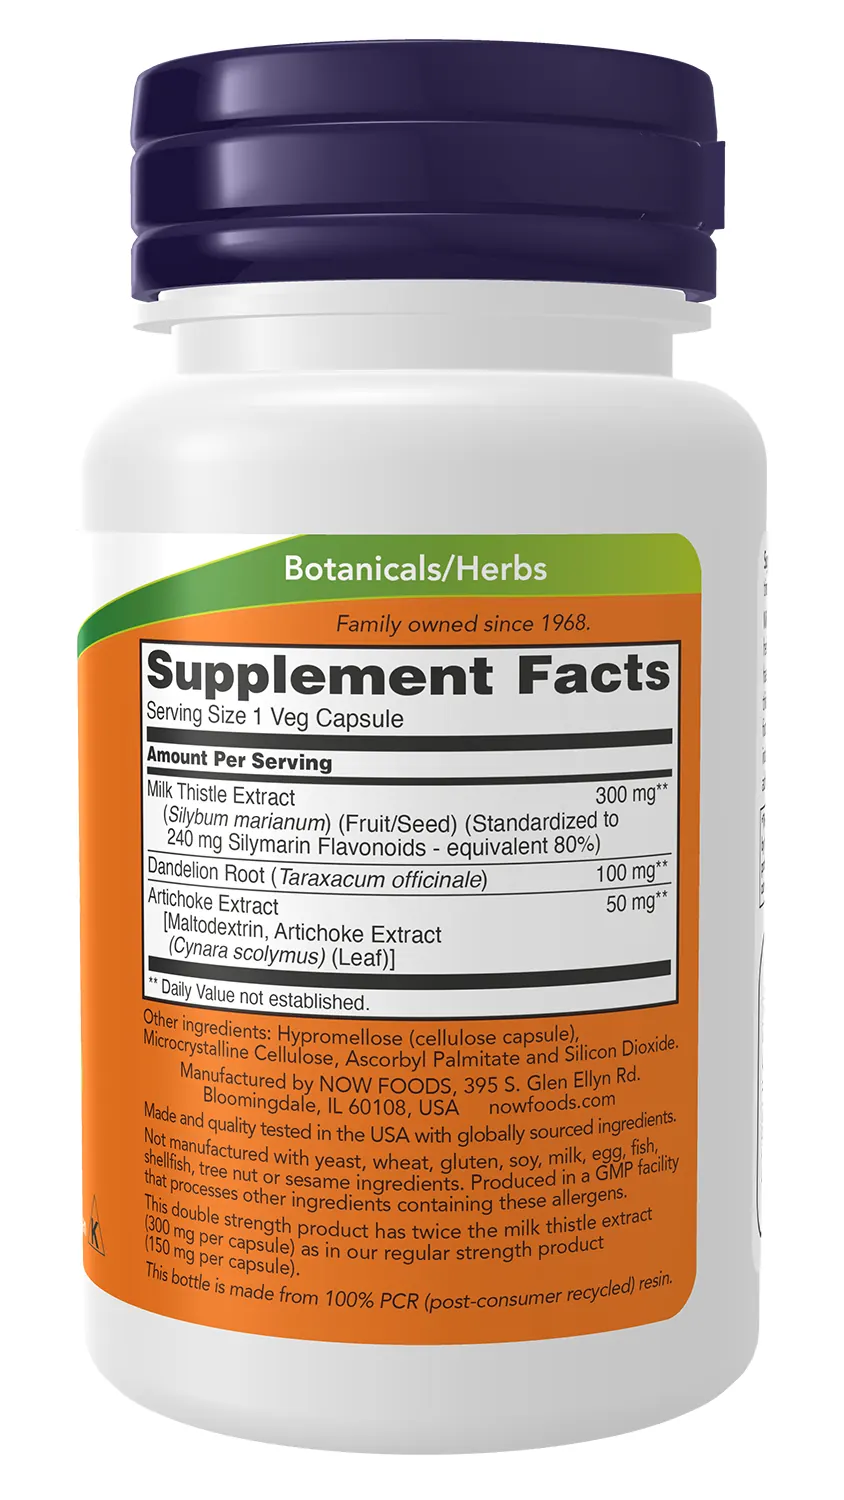 Botanicals/Herbs
Family owned since 1968.
Supplement Facts
Serving Size 1 Veg Capsule
Amount Per Serving
Milk Thistle Extract 300 mg**
(Silybum marianum) (Fruit/Seed) (Standardized to
240 mg Silymarin Flavonoids - equivalent 80%)
Dandelion Root (Taraxacum officinale) 100 mg**
Artichoke Extract 50 mg**
[Maltodextrin, Artichoke Extract
(Cynara scolymus) (Leaf)]
** Daily Value not established.
Other ingredients: Hypromellose (cellulose capsule),
Microcrystalline Cellulose, Ascorbyl Palmitate and Silicon Dioxide.
Manufactured by NOW FOODS, 395 S. Glen Ellyn Rd.
Bloomingdale, IL 60108, USA nowfoods.com
Made and quality tested in the USA with globally sourced ingredients.
Not manufactured with yeast, wheat, gluten, soy, milk, egg, fish,
shellfish, tree nut or sesame ingredients. Produced in a GMP facility
that processes other ingredients containing these allergens.
This double strength product has twice the milk thistle extract
(300 mg per capsule) as in our regular strength product
(150 mg per capsule).
This bottle is made from 100% PCR (post-consumer recycled) resin.
K